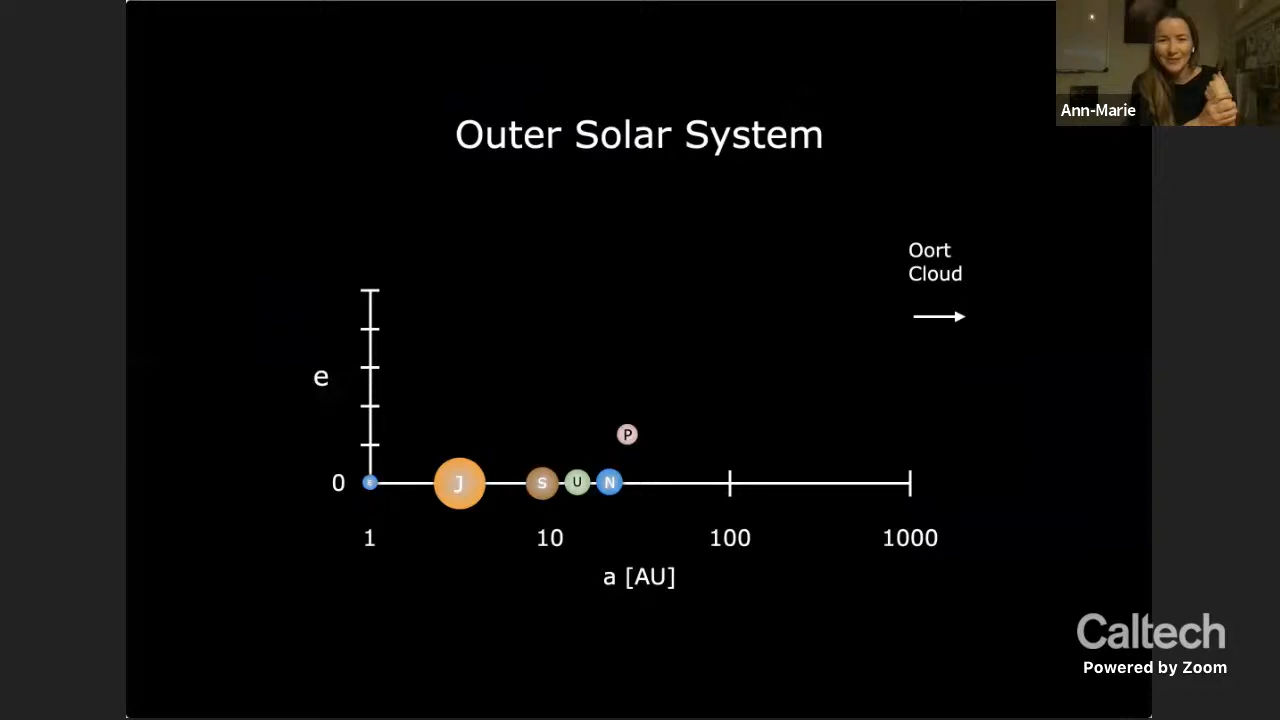 Ann-Marie
Outer Solar System
Oort
Cloud
e
P
0
J
S
U
N
1
10
100
1000
a [AU]
Caltech
Powered by Zoom